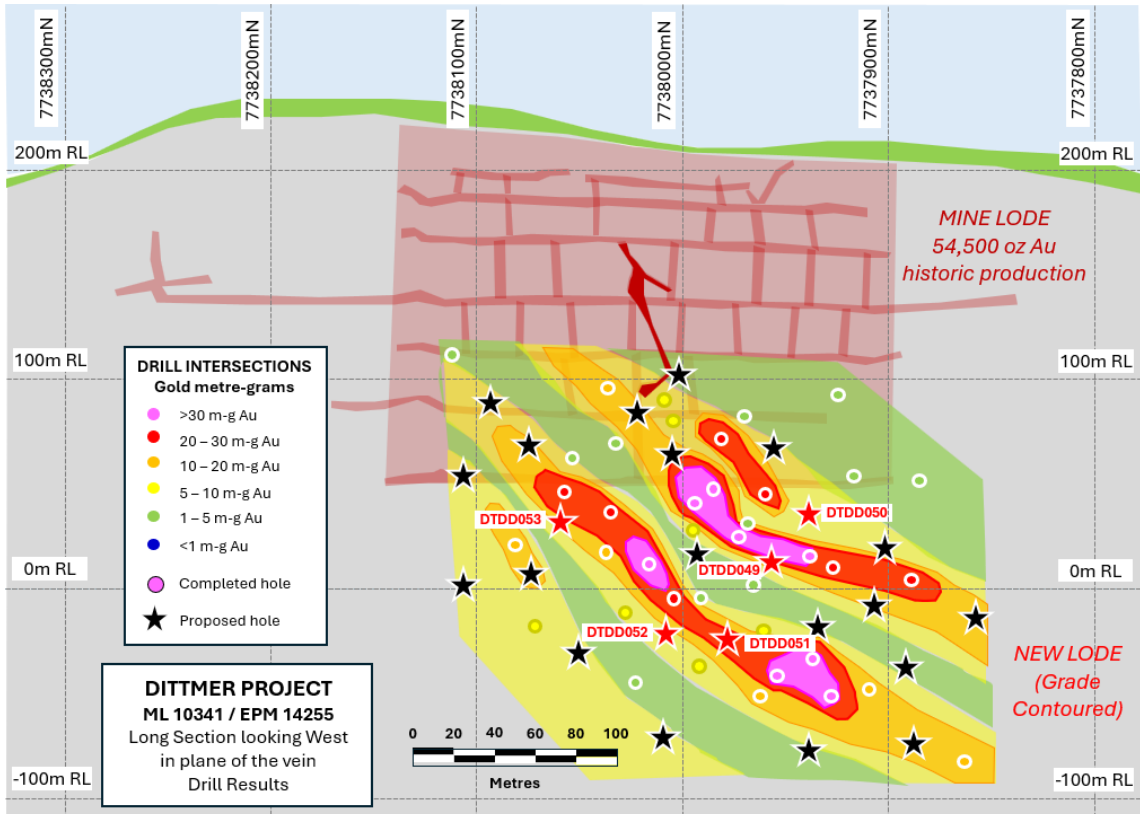 7738300mN
7738200mN
7738100mN
7738000mN
7737900mN
7737800mN
200m RL
200m RL
MINE LODE
54,500 oz Au
historic production
100m RL
100m RL
DRILL INTERSECTIONS
Gold metre-grams
>30 m-g Au
20 – 30 m-g Au
10 – 20 m-g Au
5 – 10 m-g Au
1 – 5 m-g Au
<1 m-g Au
Completed hole
Proposed hole
DTDD053
DTDD050
DTDD049
0m RL
0m RL
DTDD052
DTDD051
NEW LODE
(Grade
Contoured)
DITTMER PROJECT
ML 10341 / EPM 14255
Long Section looking West
in plane of the vein
Drill Results
0 20 40 60 80 100
Metres
-100m RL
-100m RL